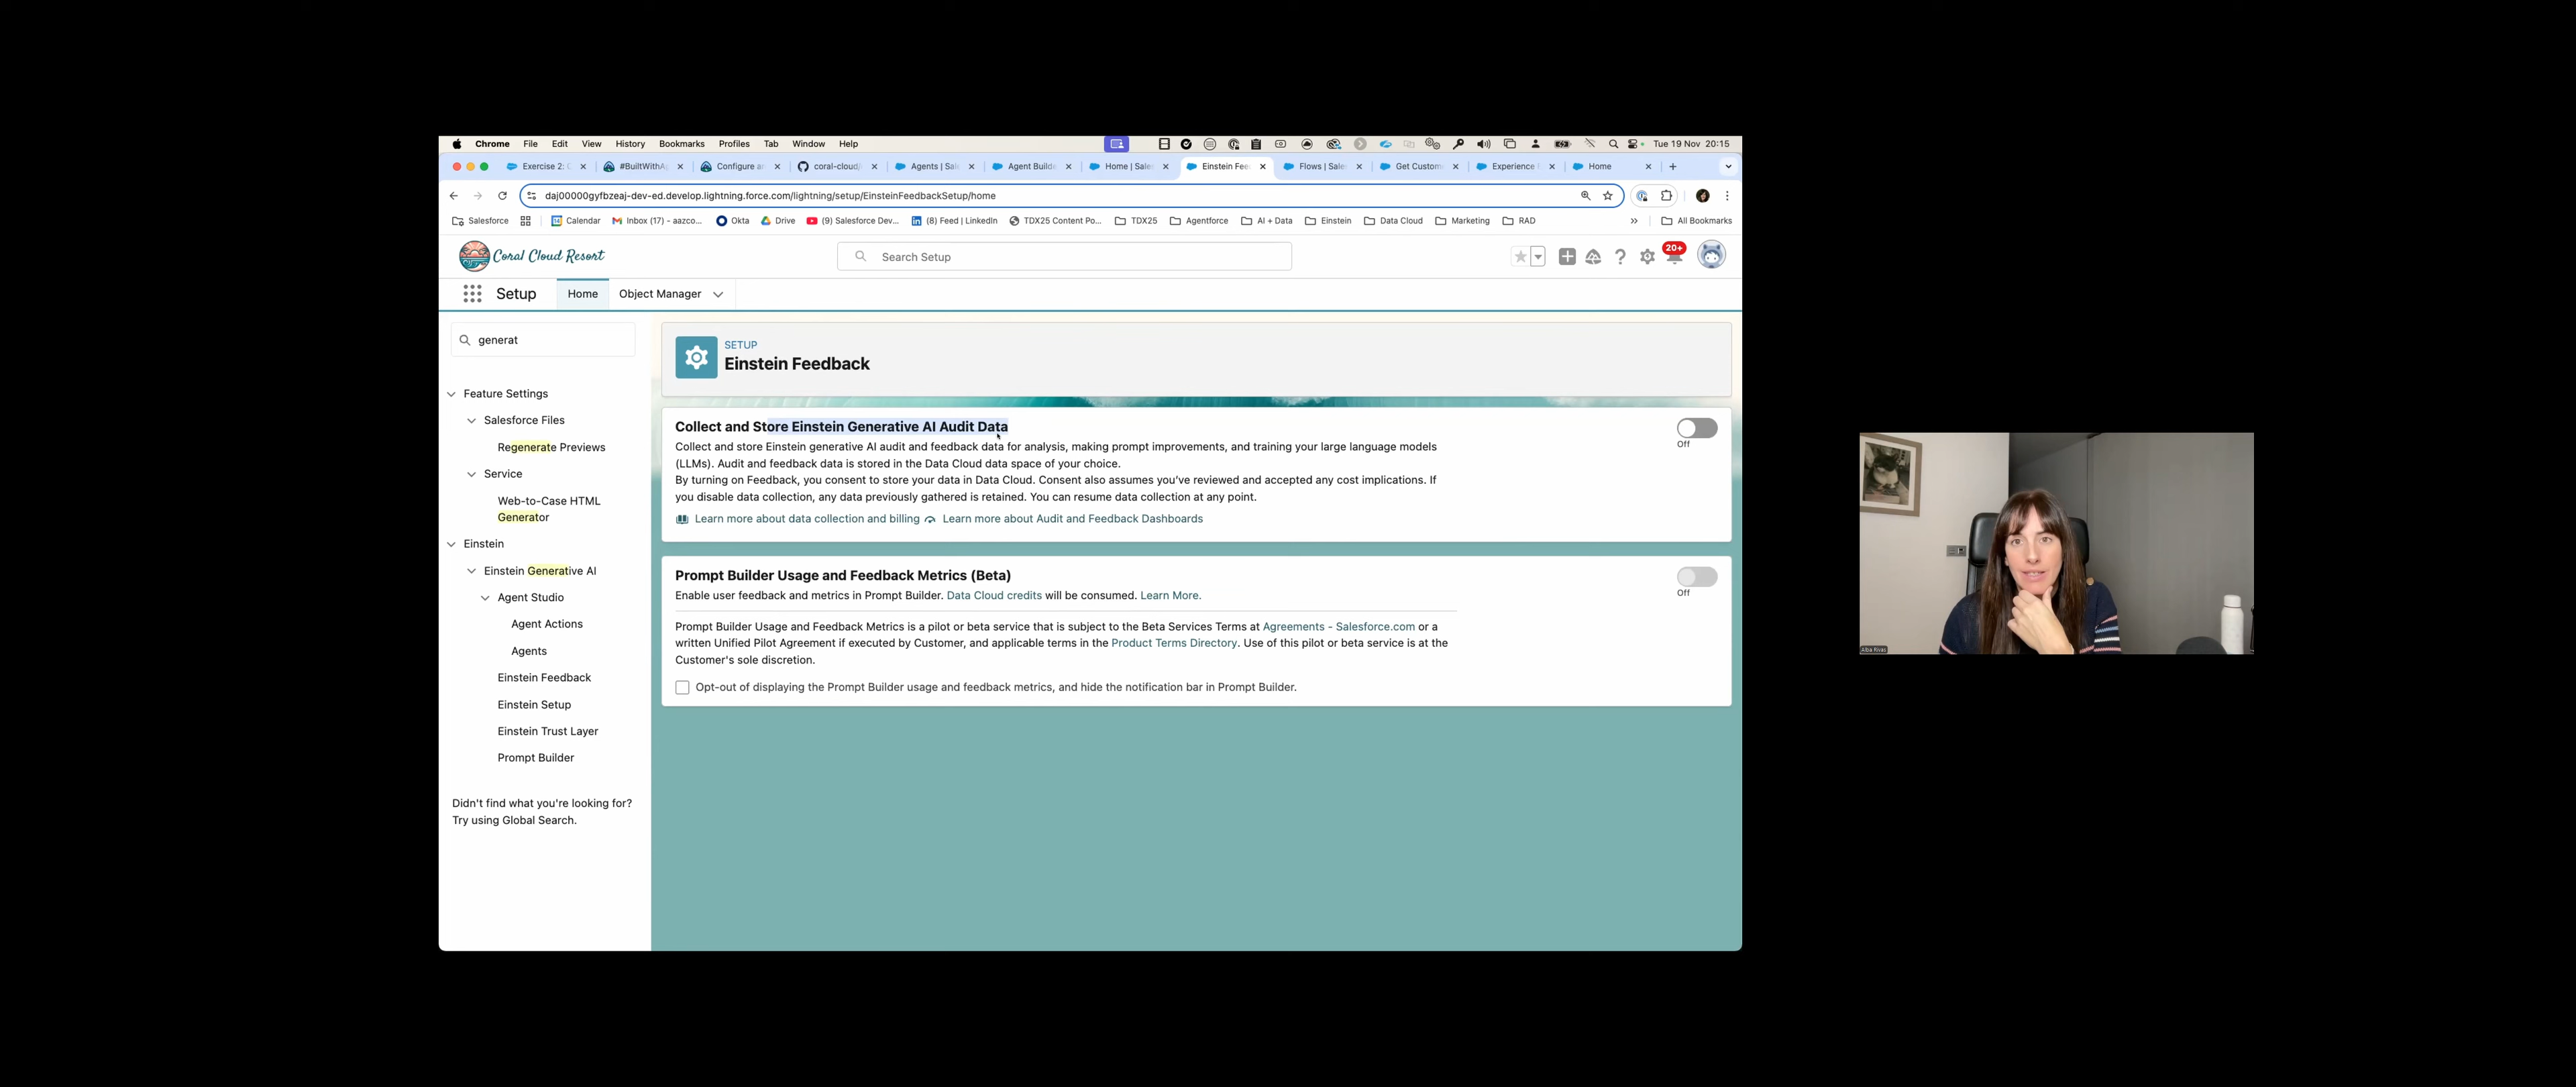 Chrome File Edit View History Bookmarks Profiles Tab Window Help
Tue 19 Nov 20:15
Exercise 2: #BuiltWithAg Configure a coral-cloud/ Agents | Sal Agent Builde Home | Sales Einstein Fee Flows | Sales Get Custom Experience Home
daj00000gyfbzeaj-dev-ed.develop.lightning.force.com/lightning/setup/EinsteinFeedbackSetup/home
Salesforce Calendar Inbox (17) - aazco... Okta Drive (9) Salesforce Dev... (8) Feed | LinkedIn TDX25 Content Po... TDX25 Agentforce AI + Data Einstein Data Cloud Marketing RAD » All Bookmarks
Coral Cloud Resort
Search Setup
20+
Setup Home Object Manager
generat
Feature Settings
Salesforce Files
Regenerate Previews
Service
Web-to-Case HTML
Generator
Einstein
Einstein Generative AI
Agent Studio
Agent Actions
Agents
Einstein Feedback
Einstein Setup
Einstein Trust Layer
Prompt Builder
Didn't find what you're looking for?
Try using Global Search.
SETUP
Einstein Feedback
Collect and Store Einstein Generative AI Audit Data
Off
Collect and store Einstein generative AI audit and feedback data for analysis, making prompt improvements, and training your large language models
(LLMs). Audit and feedback data is stored in the Data Cloud data space of your choice.
By turning on Feedback, you consent to store your data in Data Cloud. Consent also assumes you've reviewed and accepted any cost implications. If
you disable data collection, any data previously gathered is retained. You can resume data collection at any point.
Learn more about data collection and billing Learn more about Audit and Feedback Dashboards
Prompt Builder Usage and Feedback Metrics (Beta)
Off
Enable user feedback and metrics in Prompt Builder. Data Cloud credits will be consumed. Learn More.
Prompt Builder Usage and Feedback Metrics is a pilot or beta service that is subject to the Beta Services Terms at Agreements - Salesforce.com or a
written Unified Pilot Agreement if executed by Customer, and applicable terms in the Product Terms Directory. Use of this pilot or beta service is at the
Customer's sole discretion.
Opt-out of displaying the Prompt Builder usage and feedback metrics, and hide the notification bar in Prompt Builder.
Alba Rivas